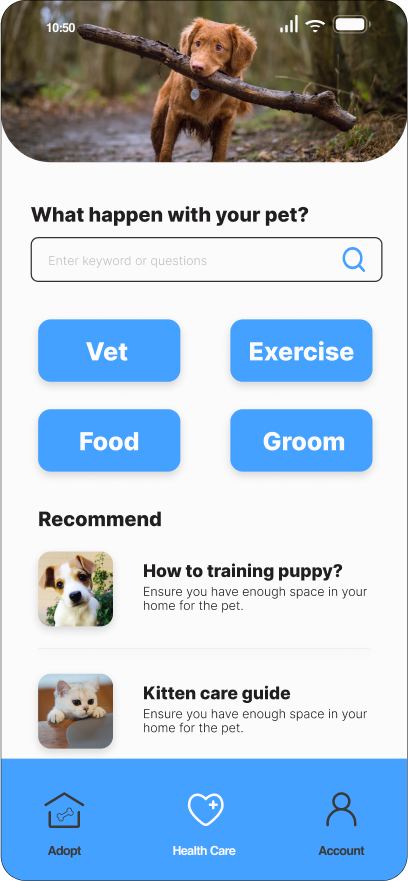 10:50
What happen with your pet?
Enter keyword or questions
Vet
Exercise
Food
Groom
Recommend
How to training puppy?
Ensure you have enough space in your
home for the pet.
Kitten care guide
Ensure you have enough space in your
home for the pet.
Adopt
Health Care
Account